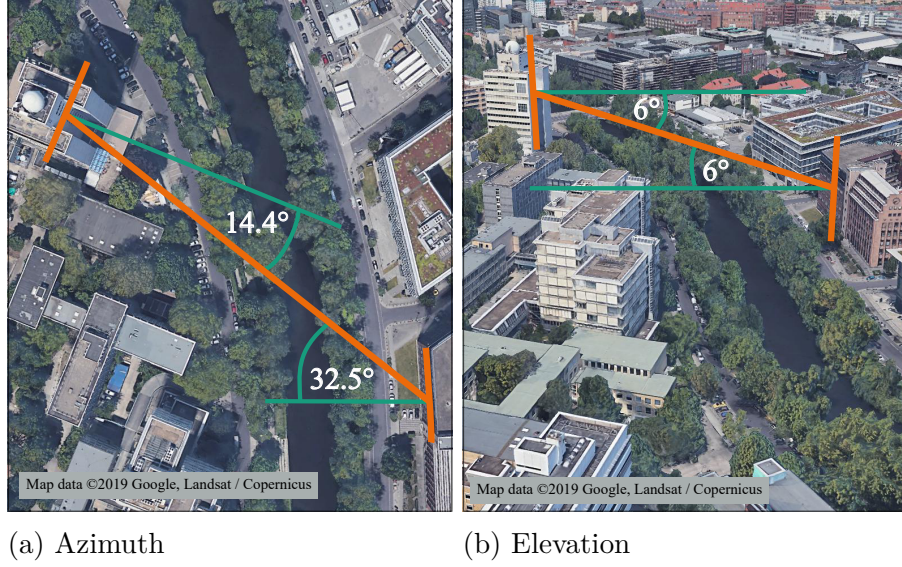 14.4°
32.5°
Map data ©2019 Google, Landsat / Copernicus
(a) Azimuth
6°
6°
Map data ©2019 Google, Landsat / Copernicus
(b) Elevation